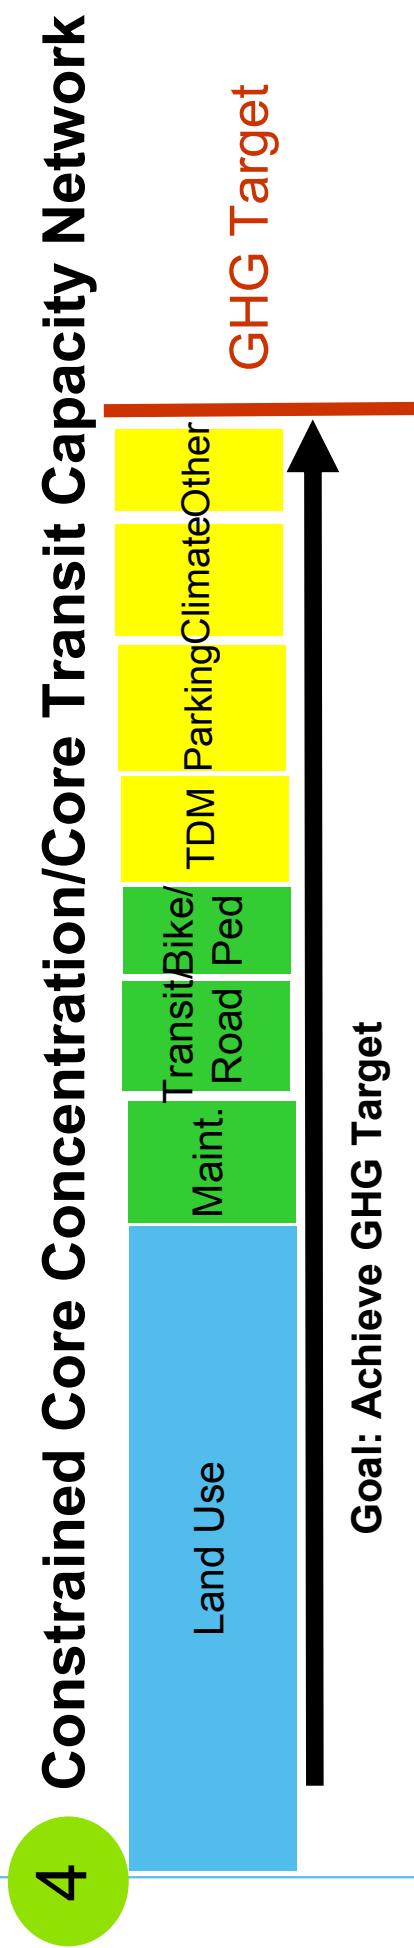 4
Constrained Core Concentration/Core Transit Capacity Network
Land Use
Maint.
Transit/
Road
Bike/
Ped
TDM
Parking
Climate
Other
GHG Target
Goal: Achieve GHG Target